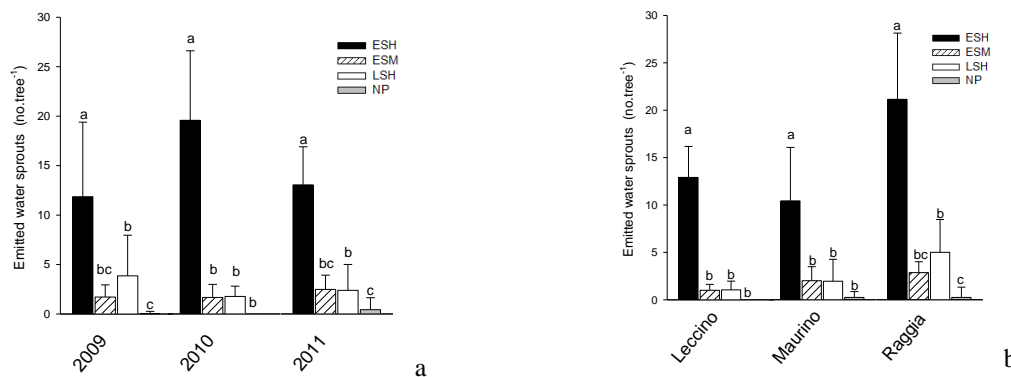 30
25
20
15
10
5
0
Emitted water sprouts (no.tree⁻¹)
ESH
ESM
LSH
NP
a
bc
b
c
a
b
b
b
a
bc
b
c
2009
2010
2011
a
30
25
20
15
10
5
0
Emitted water sprouts (no.tree⁻¹)
ESH
ESM
LSH
NP
a
b
b
b
a
b
b
b
a
bc
b
c
Leccino
Maurino
Raggia
b